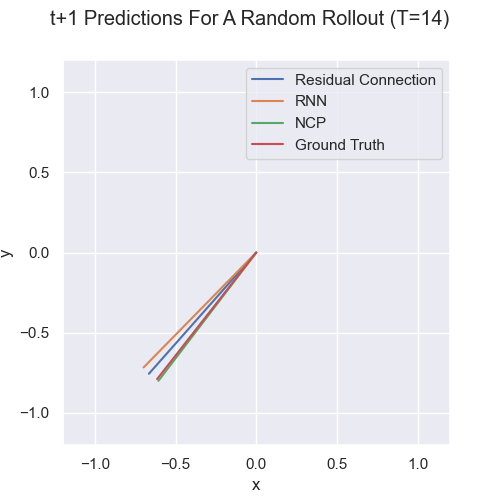 t+1 Predictions For A Random Rollout (T=14)
Residual Connection
RNN
NCP
Ground Truth
1.0
0.5
0.0
−0.5
−1.0
y
−1.0 −0.5 0.0 0.5 1.0
x